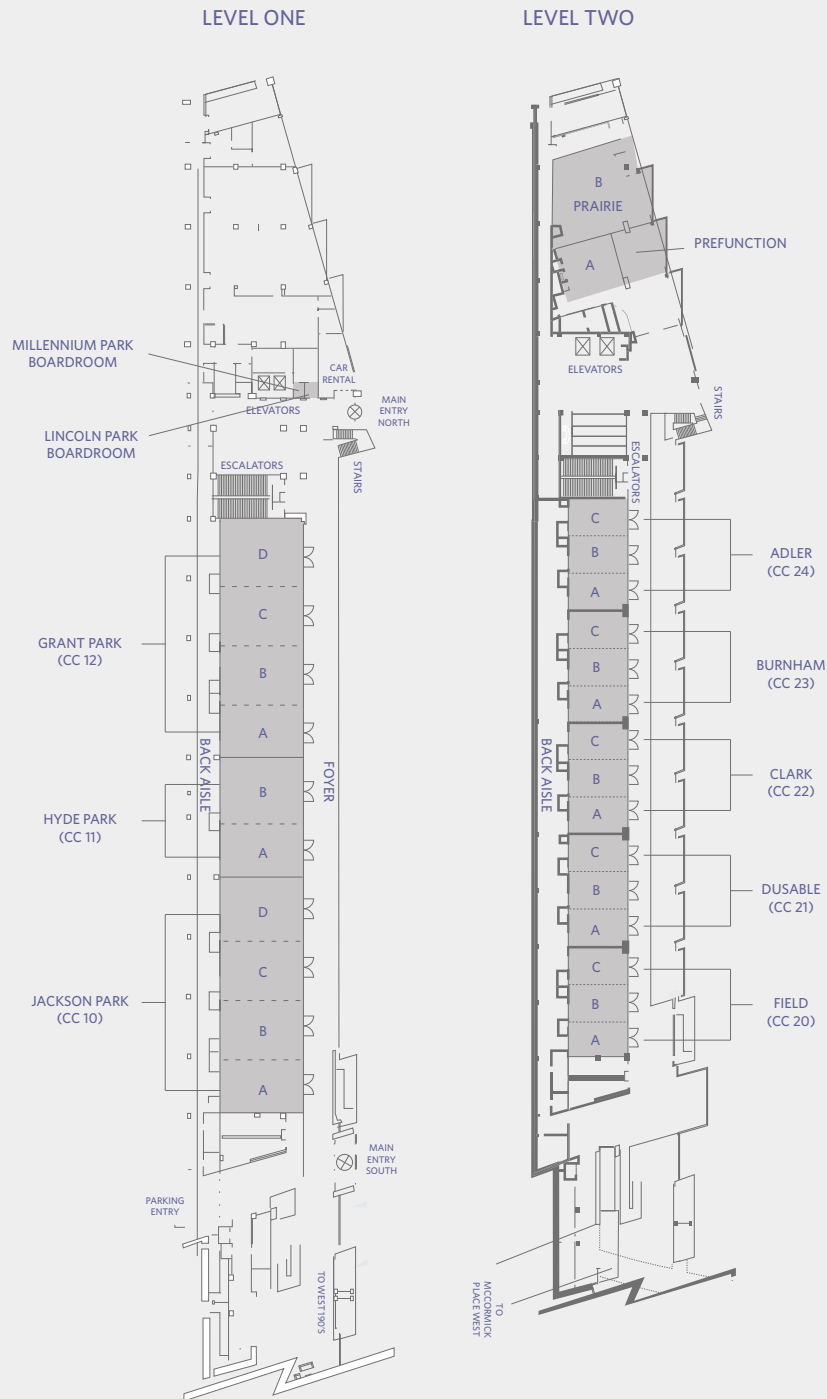 LEVEL ONE
MILLENNIUM PARK
BOARDROOM
LINCOLN PARK
BOARDROOM
CAR
RENTAL
ELEVATORS
MAIN
ENTRY
NORTH
ESCALATORS
STAIRS
GRANT PARK
(CC 12)
D
C
B
A
HYDE PARK
(CC 11)
B
A
JACKSON PARK
(CC 10)
D
C
B
A
BACK AISLE
FOYER
MAIN
ENTRY
SOUTH
PARKING
ENTRY
TO WEST 190'S
LEVEL TWO
B
PRAIRIE
A
PREFUNCTION
ELEVATORS
STAIRS
ESCALATORS
C
B
A
ADLER
(CC 24)
C
B
A
BURNHAM
(CC 23)
BACK AISLE
C
B
A
CLARK
(CC 22)
C
B
A
DUSABLE
(CC 21)
C
B
A
FIELD
(CC 20)
TO
MCCORMICK
PLACE WEST